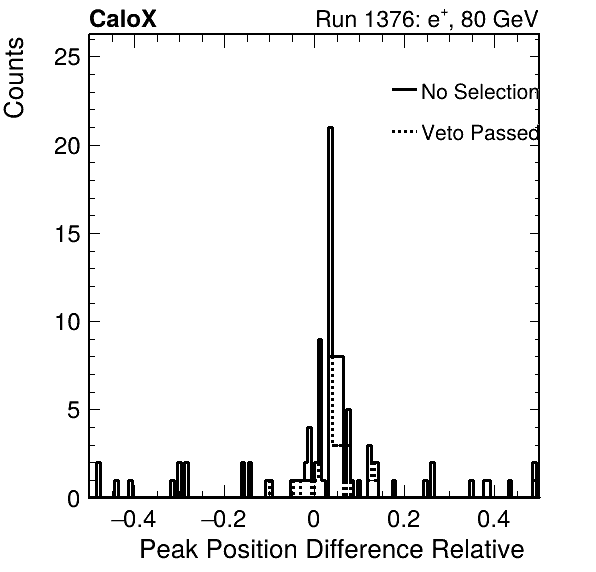 CaloX Run 1376: e⁺, 80 GeV
Counts
No Selection
Veto Passed
25
20
15
10
5
0
−0.4 −0.2 0 0.2 0.4
Peak Position Difference Relative